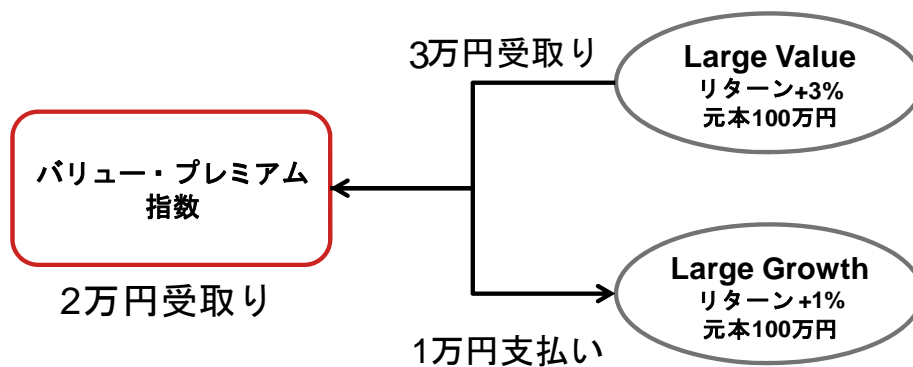 3万円受取り
Large Value
リターン+3%
元本100万円
バリュー・プレミアム
指数
2万円受取り
Large Growth
リターン+1%
元本100万円
1万円支払い